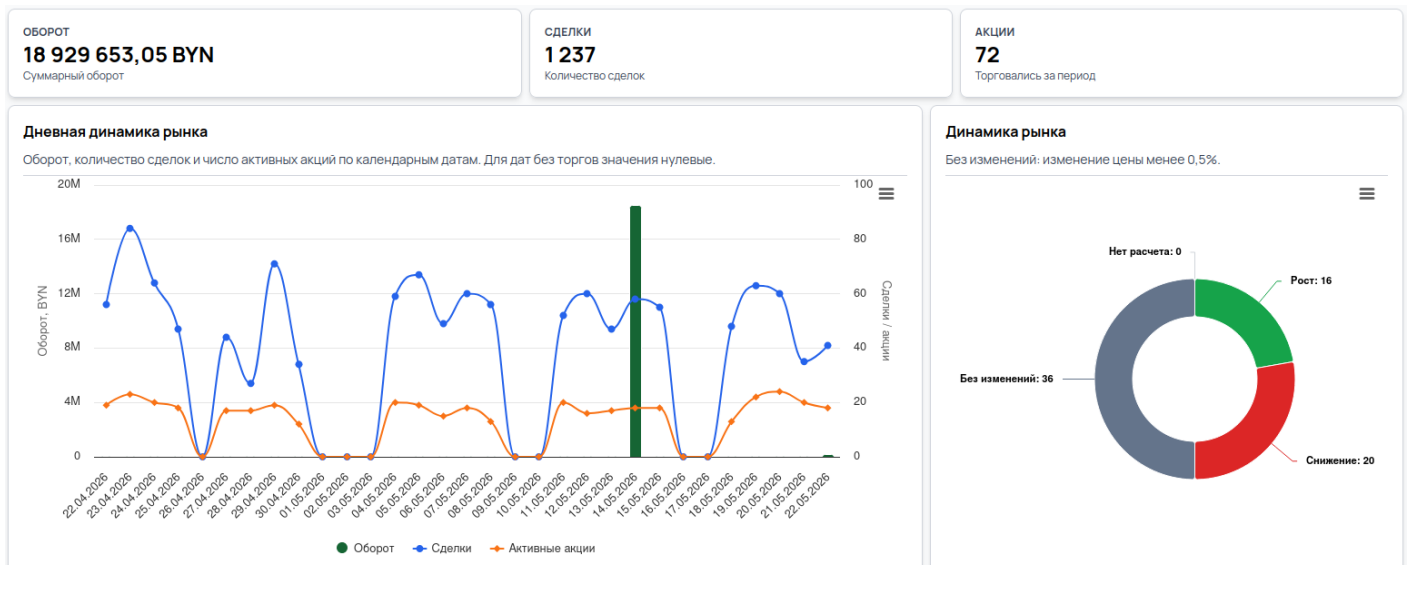 ОБОРОТ
18 929 653,05 BYN
Суммарный оборот
СДЕЛКИ
1 237
Количество сделок
АКЦИИ
72
Торговались за период
Дневная динамика рынка
Оборот, количество сделок и число активных акций по календарным датам. Для дат без торгов значения нулевые.
20M
16M
12M
8M
4M
0
Оборот, BYN
100
80
60
40
20
0
Сделки / акции
22.04.2026
23.04.2026
24.04.2026
25.04.2026
26.04.2026
27.04.2026
28.04.2026
29.04.2026
30.04.2026
01.05.2026
02.05.2026
03.05.2026
04.05.2026
05.05.2026
06.05.2026
07.05.2026
08.05.2026
09.05.2026
10.05.2026
11.05.2026
12.05.2026
13.05.2026
14.05.2026
15.05.2026
16.05.2026
17.05.2026
18.05.2026
19.05.2026
20.05.2026
21.05.2026
22.05.2026
Оборот
Сделки
Активные акции
Динамика рынка
Без изменений: изменение цены менее 0,5%.
Нет расчета: 0
Рост: 16
Без изменений: 36
Снижение: 20